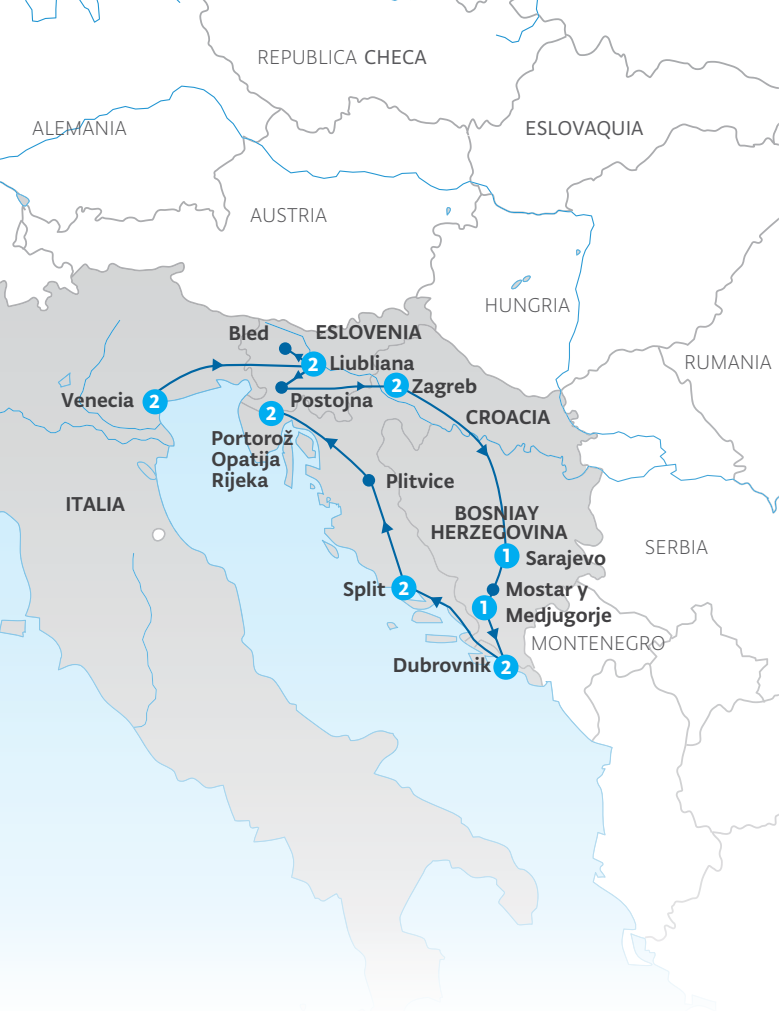 REPUBLICA CHECA
ALEMANIA
ESLOVAQUIA
AUSTRIA
HUNGRIA
Bled
ESLOVENIA
2
Liubliana
RUMANIA
Venecia
2
Postojna
2
Zagreb
CROACIA
2
Portorož
Opatija
Rijeka
Plitvice
ITALIA
BOSNIAY
HERZEGOVINA
SERBIA
1
Sarajevo
Split
2
Mostar y
1
Medjugorje
MONTENEGRO
Dubrovnik
2